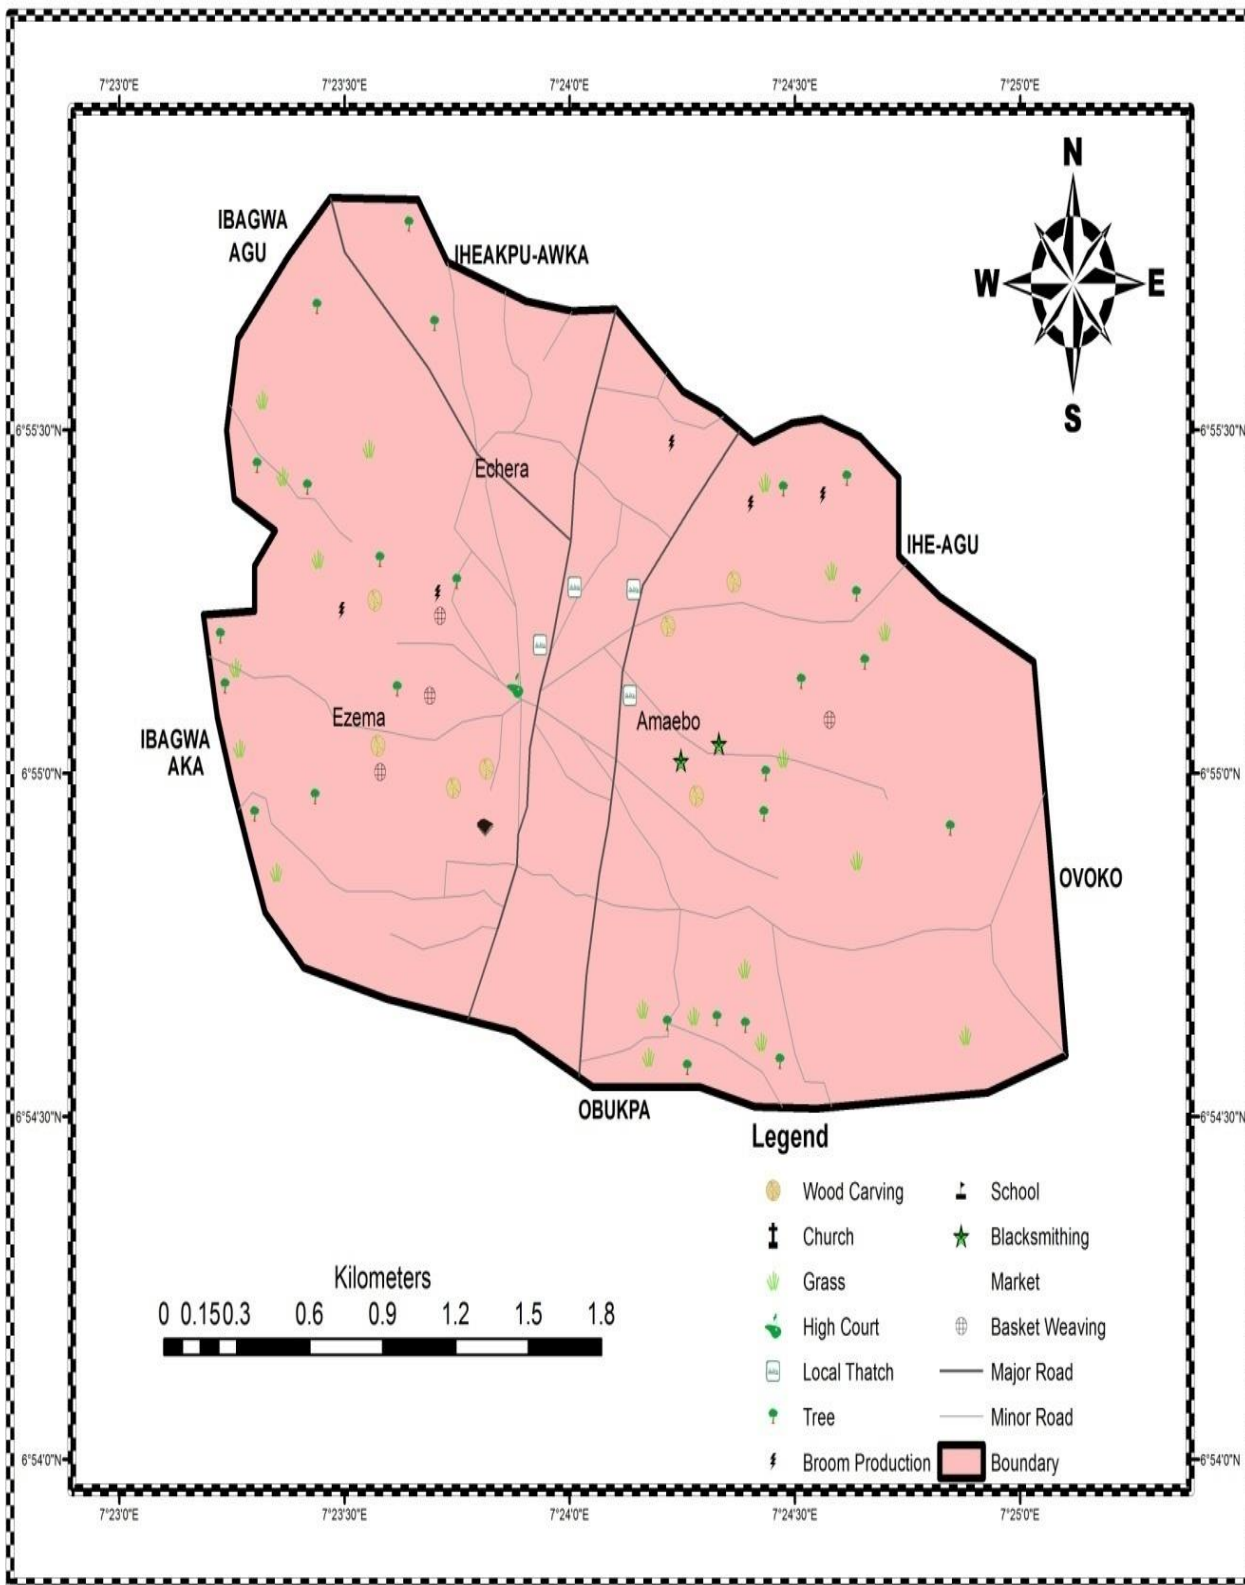 7°23'0"E 7°23'30"E 7°24'0"E 7°24'30"E 7°25'0"E
N
IBAGWA
AGU
IHEAKPU-AWKA
W E
S
6°55'30"N 6°55'30"N
Echera
IHE-AGU
Ezema
Amaebo
IBAGWA
AKA
6°55'0"N 6°55'0"N
OVOKO
OBUKPA
6°54'30"N 6°54'30"N
Legend
Wood Carving School
Church Blacksmithing
Grass Market
High Court Basket Weaving
Local Thatch Major Road
Tree Minor Road
Broom Production Boundary
Kilometers
0 0.150.3 0.6 0.9 1.2 1.5 1.8
6°54'0"N 6°54'0"N
7°23'0"E 7°23'30"E 7°24'0"E 7°24'30"E 7°25'0"E